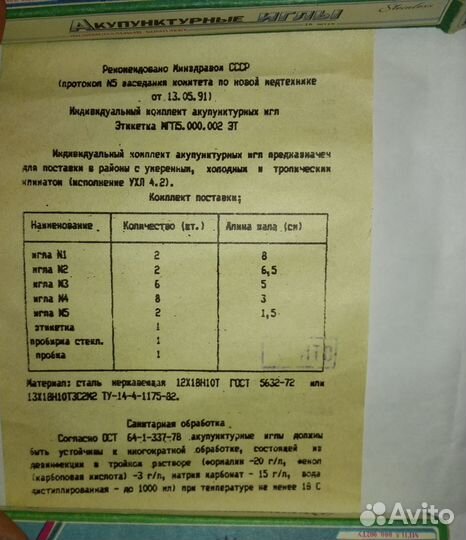 Акупунктурные иглы
Stainless
Рекомендовано Минздравом СССР
(протокол N5 заседания комитета по новой медтехнике
от 13.05.91)
Индивидуальный комплект акупунктурных игл
Этикетка МГП5.000.002 ЭТ
Индивидуальный комплект акупунктурных игл предназначен
для поставки в районы с умеренным, холодным и тропическим
климатом (исполнение УХЛ 4.2).
Комплект поставки;
Наименование Количество (шт.) Длина жала (см)
игла N1 2 8
игла N2 2 6,5
игла N3 6 5
игла N4 8 3
игла N5 2 1,5
этикетка 1
пробирка стекл. 1
пробка 1
Материал: сталь нержавеющая 12Х18Н10Т ГОСТ 5632-72 или
13Х18Н10Т3С2М2 ТУ-14-4-1175-82.
Санитарная обработка
Согласно ОСТ 64-1-337-78 акупунктурные иглы должны
быть устойчивы к многократной обработке, состоящей из
дезинфекции в тройном растворе (формалин -20 г/л, фенол
(карболовая кислота) -3 г/л, натрия карбомат - 15 г/л, вода
дистиллированная - до 1000 мл) при температуре не менее 18 С
Avito